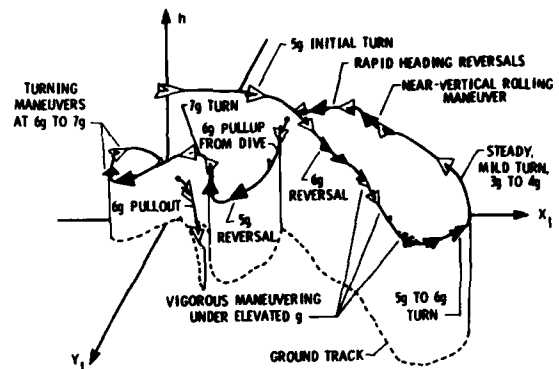 h
5g INITIAL TURN
RAPID HEADING REVERSALS
NEAR-VERTICAL ROLLING
MANEUVER
TURNING
MANEUVERS
AT 6g TO 7g
7g TURN
6g PULLUP
FROM DIVE
STEADY,
MILD TURN,
3g TO 4g
6g
REVERSAL
6g PULLOUT
5g
REVERSAL
X₁
VIGOROUS MANEUVERING
UNDER ELEVATED g
5g TO 6g
TURN
GROUND TRACK
Y₁